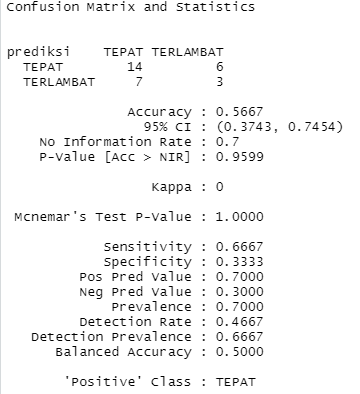 Confusion Matrix and Statistics
prediksi TEPAT TERLAMBAT
TEPAT 14 6
TERLAMBAT 7 3
Accuracy : 0.5667
95% CI : (0.3743, 0.7454)
No Information Rate : 0.7
P-Value [Acc > NIR] : 0.9599
Kappa : 0
Mcnemar's Test P-Value : 1.0000
Sensitivity : 0.6667
Specificity : 0.3333
Pos Pred Value : 0.7000
Neg Pred Value : 0.3000
Prevalence : 0.7000
Detection Rate : 0.4667
Detection Prevalence : 0.6667
Balanced Accuracy : 0.5000
'Positive' Class : TEPAT